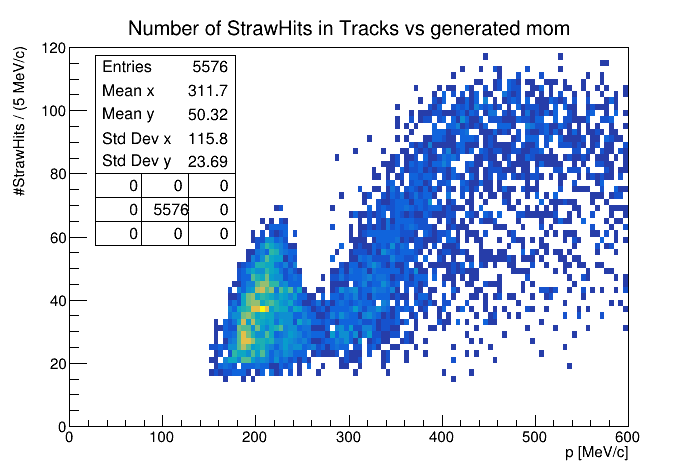 Number of StrawHits in Tracks vs generated mom
#StrawHits / (5 MeV/c)
120
100
80
60
40
20
0
Entries 5576
Mean x 311.7
Mean y 50.32
Std Dev x 115.8
Std Dev y 23.69
0 0 0
0 5576 0
0 0 0
0 100 200 300 400 500 600
p [MeV/c]